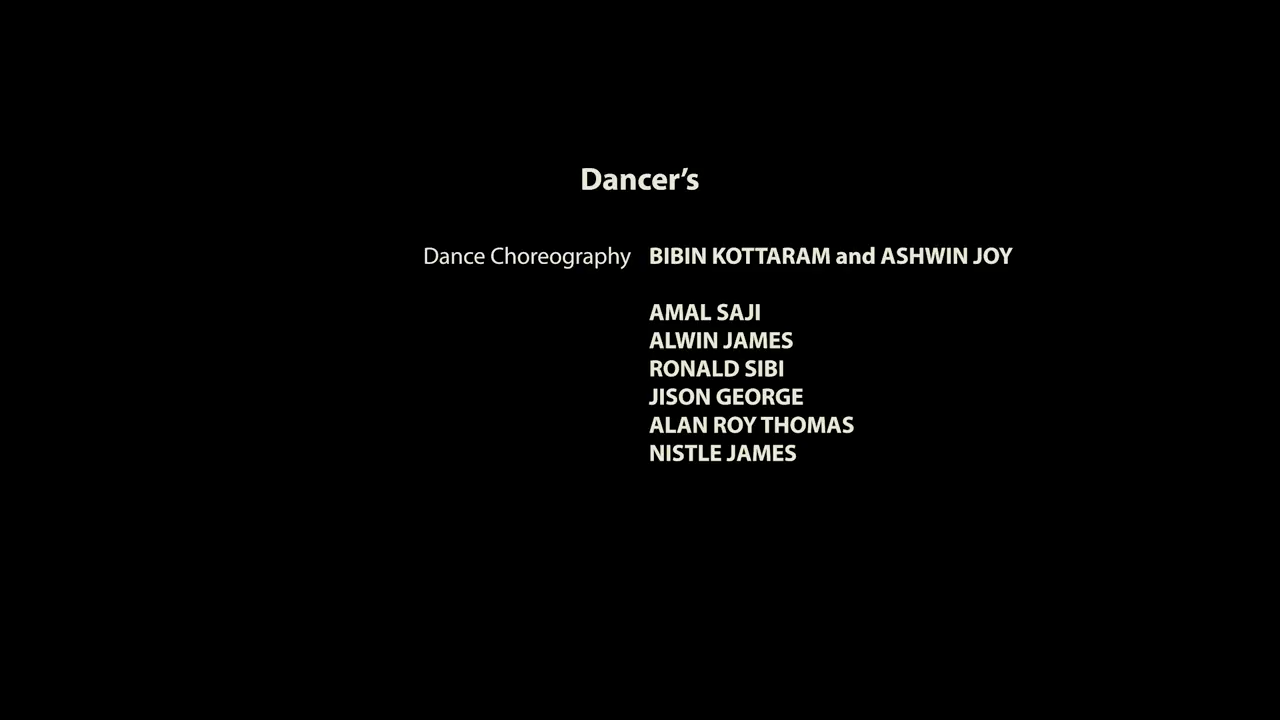 Dancer’s
Dance Choreography BIBIN KOTTARAM and ASHWIN JOY
AMAL SAJI
ALWIN JAMES
RONALD SIBI
JISON GEORGE
ALAN ROY THOMAS
NISTLE JAMES